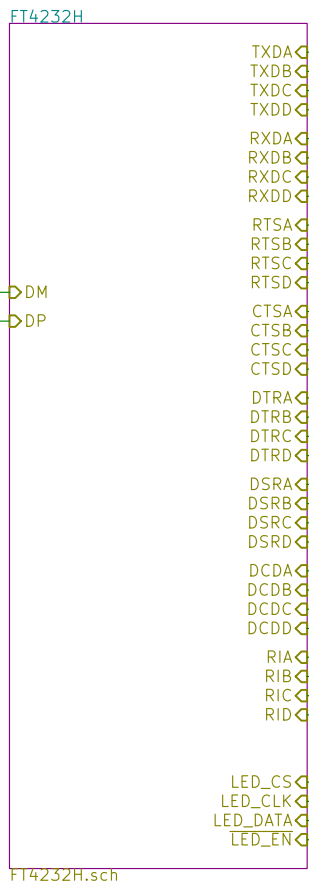 FT4232H
TXDA
TXDB
TXDC
TXDD
RXDA
RXDB
RXDC
RXDD
RTSA
RTSB
RTSC
RTSD
DM
DP
CTSA
CTSB
CTSC
CTSD
DTRA
DTRB
DTRC
DTRD
DSRA
DSRB
DSRC
DSRD
DCDA
DCDB
DCDC
DCDD
RIA
RIB
RIC
RID
LED_CS
LED_CLK
LED_DATA
LED_EN
FT4232H.sch